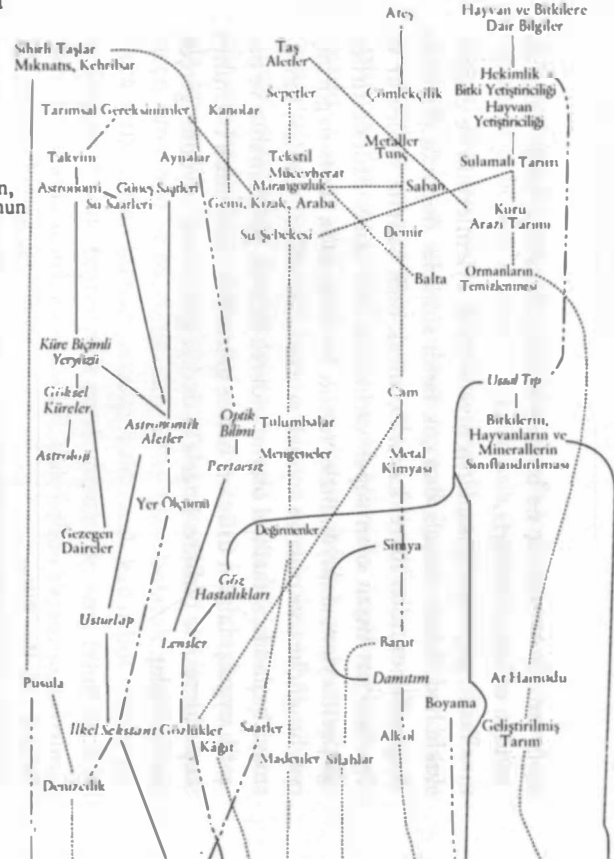 Ateş
Hayvan ve Bitkilere
Dair Bilgiler
Sihirli Taşlar
Mıknatıs, Kehribar
Taş
Aletler
Hekimlik
Bitki Yetiştiriciliği
Hayvan
Yetiştiriciliği
Sepetler
Çömlekçilik
Tarımsal Gereksinimler
Kanolar
Metaller
Tunç
Takvim
Aynalar
Tekstil
Mücevherat
Sulamalı Tarım
Astronomi
Güneş Saatleri
Marangozluk
Saban
Su Saatleri
Gemi, Kızak, Araba
Kuru
Arazi Tarımı
Su Şebekesi
Demir
Balta
Ormanların
Temizlenmesi
Küre Biçimli
Yeryüzü
Usual Tıp
Göksel
Küreler
Cam
Astronomik
Aletler
Optik
Bilimi
Tulumbalar
Bitkilerin,
Hayvanların ve
Minerallerin
Sınıflandırılması
Astroloji
Pertavsız
Mengeneler
Metal
Kimyası
Yer Ölçümü
Gezegen
Daireler
Değirmenler
Simya
Göz
Hastalıkları
Usturlap
Lensler
Barut
Pusula
Damıtım
At Hamudu
Boyama
İlkel Sekstant
Gözlükler
Saatler
Alkol
Geliştirilmiş
Tarım
Kâğıt
Madenler
Silahlar
Denizcilik